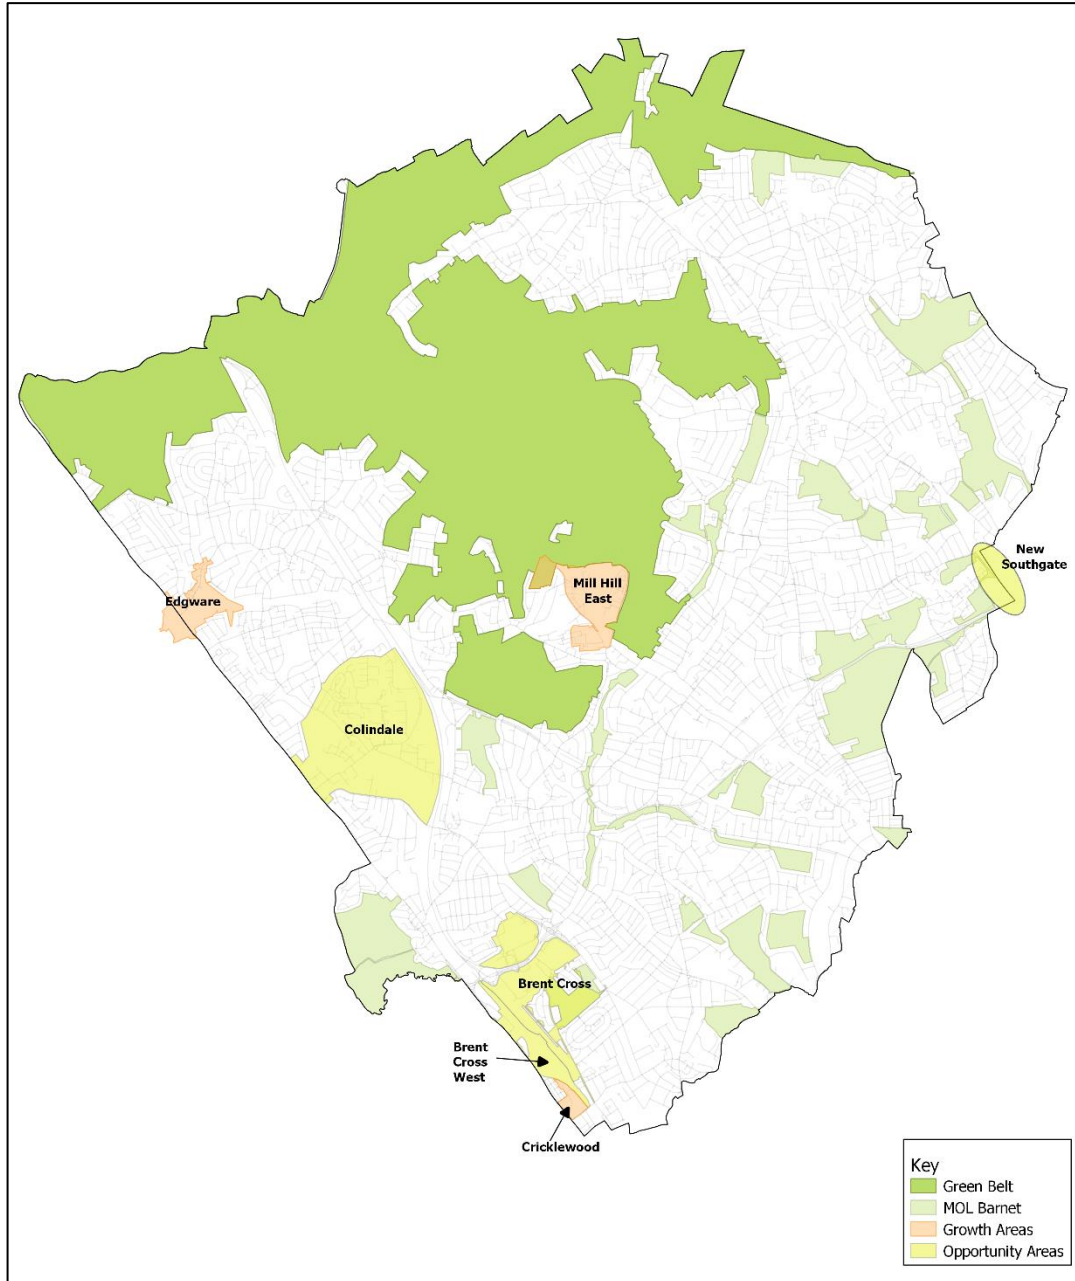 New
Southgate
Mill Hill
East
Edgware
Colindale
Brent Cross
Brent
Cross
West
Cricklewood
Key
Green Belt
MOL Barnet
Growth Areas
Opportunity Areas